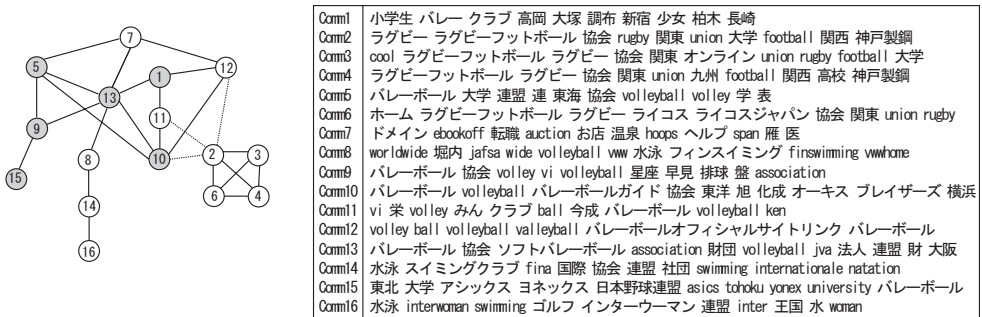 7
5
1
12
13
11
9
8
10
2
3
15
6
4
14
16
Comm1 小学生 バレー クラブ 高岡 大塚 調布 新宿 少女 柏木 長崎
Comm2 ラグビー ラグビーフットボール 協会 rugby 関東 union 大学 football 関西 神戸製鋼
Comm3 cool ラグビーフットボール ラグビー 協会 関東 オンライン union rugby football 大学
Comm4 ラグビーフットボール ラグビー 協会 関東 union 九州 football 関西 高校 神戸製鋼
Comm5 バレーボール 大学 連盟 連 東海 協会 volleyball volley 学 表
Comm6 ホーム ラグビーフットボール ラグビー ライコス ライコスジャパン 協会 関東 union rugby
Comm7 ドメイン ebookoff 転職 auction お店 温泉 hoops ヘルプ span 雁 医
Comm8 worldwide 堀内 jafsa wide volleyball www 水泳 フィンスイミング finswimming wwwhome
Comm9 バレーボール 協会 volley vi volleyball 星座 早見 排球 盤 association
Comm10 バレーボール volleyball バレーボールガイド 協会 東洋 旭 化成 オーキス ブレイザーズ 横浜
Comm11 vi 栄 volley みん クラブ ball 今成 バレーボール volleyball ken
Comm12 volley ball volleyball valleyball バレーボールオフィシャルサイトリンク バレーボール
Comm13 バレーボール 協会 ソフトバレーボール association 財団 volleyball jva 法人 連盟 財 大阪
Comm14 水泳 スイミングクラブ fina 国際 協会 連盟 社団 swimming internationale natation
Comm15 東北 大学 アシックス ヨネックス 日本野球連盟 asics tohoku yonex university バレーボール
Comm16 水泳 interwoman swimming ゴルフ インターウーマン 連盟 inter 王国 水 woman